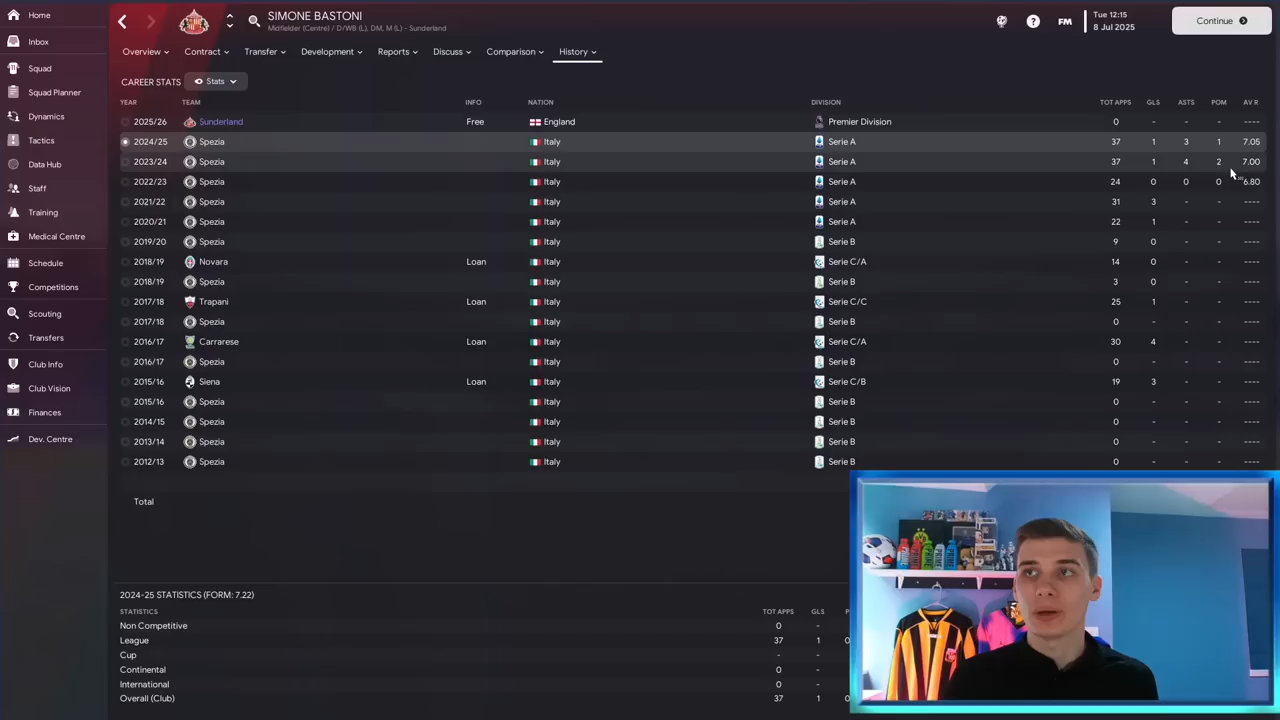 Home
Inbox
Squad
Squad Planner
Dynamics
Tactics
Data Hub
Staff
Training
Medical Centre
Schedule
Competitions
Scouting
Transfers
Club Info
Club Vision
Finances
Dev. Centre
SIMONE BASTONI
Midfielder (Centre) / D/WB (L), DM, M (L) - Sunderland
FM
Tue 12:15
8 Jul 2025
Continue
Overview Contract Transfer Development Reports Discuss Comparison History
CAREER STATS Stats
YEAR TEAM INFO NATION DIVISION TOT APPS GLS ASTS POM AV R
2025/26 Sunderland Free England Premier Division 0 - - - ----
2024/25 Spezia Italy Serie A 37 1 3 1 7.05
2023/24 Spezia Italy Serie A 37 1 4 2 7.00
2022/23 Spezia Italy Serie A 24 0 0 0 6.80
2021/22 Spezia Italy Serie A 31 3 - - ----
2020/21 Spezia Italy Serie A 22 1 - - ----
2019/20 Spezia Italy Serie B 9 0 - - ----
2018/19 Novara Loan Italy Serie C/A 14 0 - - ----
2018/19 Spezia Italy Serie B 3 0 - - ----
2017/18 Trapani Loan Italy Serie C/C 25 1 - - ----
2017/18 Spezia Italy Serie B 0 - - - ----
2016/17 Carrarese Loan Italy Serie C/A 30 4 - - ----
2016/17 Spezia Italy Serie B 0 - - - ----
2015/16 Siena Loan Italy Serie C/B 19 3 - - ----
2015/16 Spezia Italy Serie B 0 - - - ----
2014/15 Spezia Italy Serie B 0 - - - ----
2013/14 Spezia Italy Serie B 0 - - - ----
2012/13 Spezia Italy Serie B 0 - - - ----
Total
2024-25 STATISTICS (FORM: 7.22)
STATISTICS TOT APPS GLS
Non Competitive 0 -
League 37 1
Cup - -
Continental 0 -
International 0 -
Overall (Club) 37 1